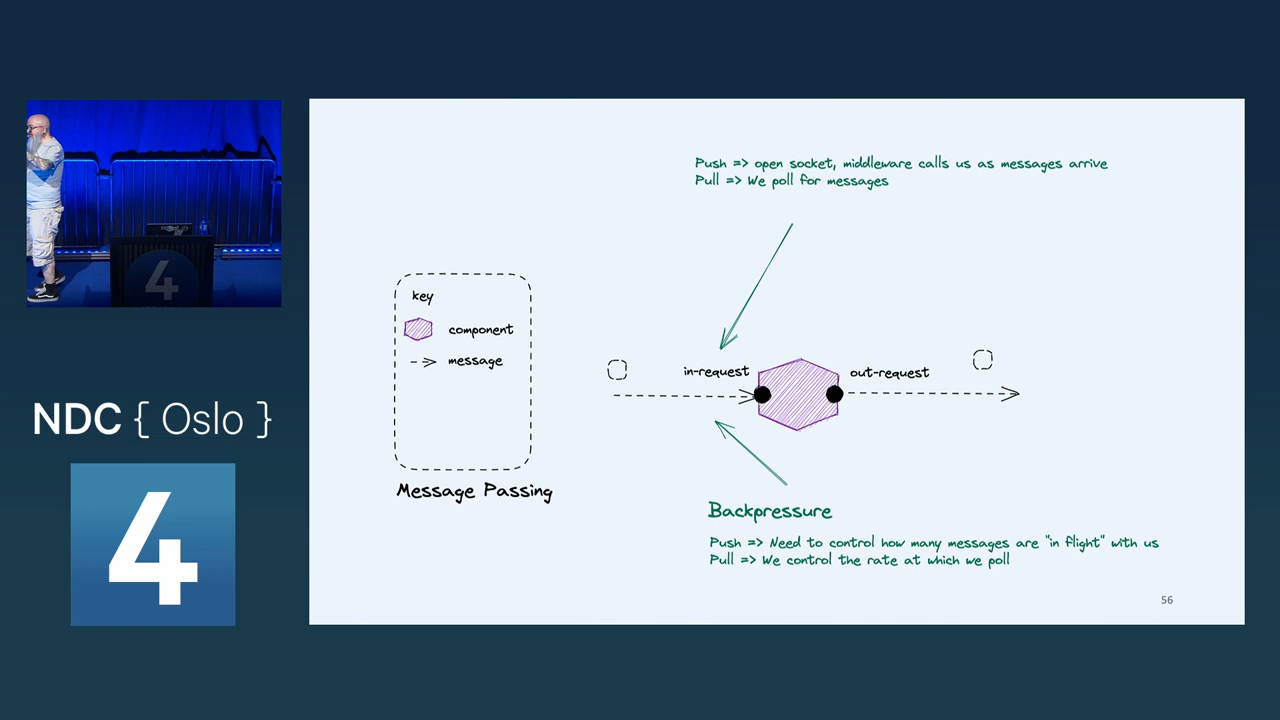 Push => open socket, middleware calls us as messages arrive
Pull => We poll for messages
key
component
message
in-request
out-request
Message Passing
Backpressure
Push => Need to control how many messages are "in flight" with us
Pull => We control the rate at which we poll
56
4
NDC { Oslo }
4